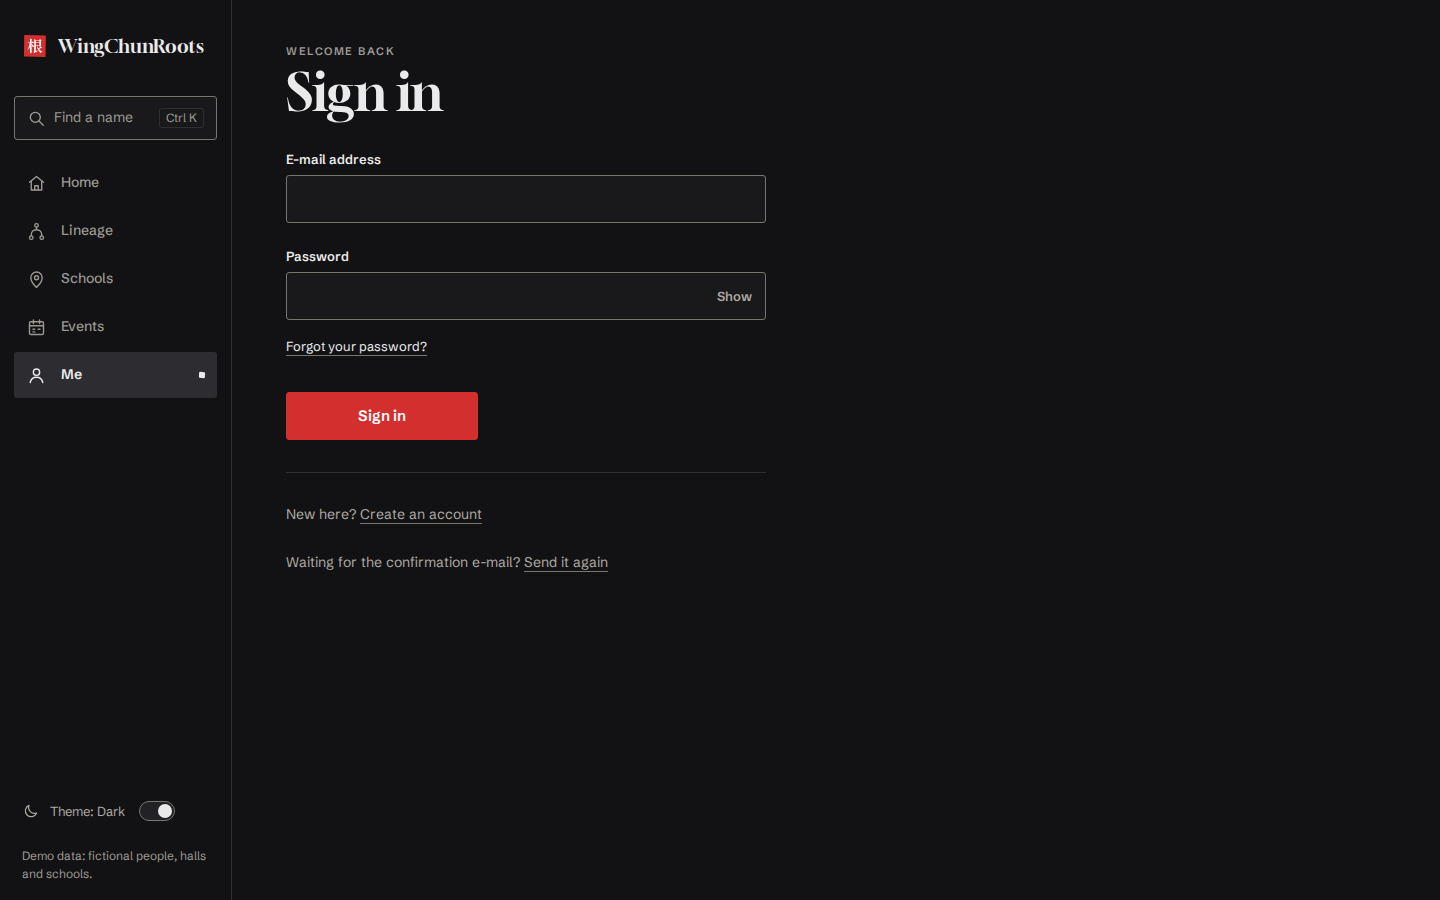 根 WingChunRoots
Find a name Ctrl K
Home
Lineage
Schools
Events
Me
Theme: Dark
Demo data: fictional people, halls
and schools.
WELCOME BACK
Sign in
E-mail address
Password
Show
Forgot your password?
Sign in
New here? Create an account
Waiting for the confirmation e-mail? Send it again